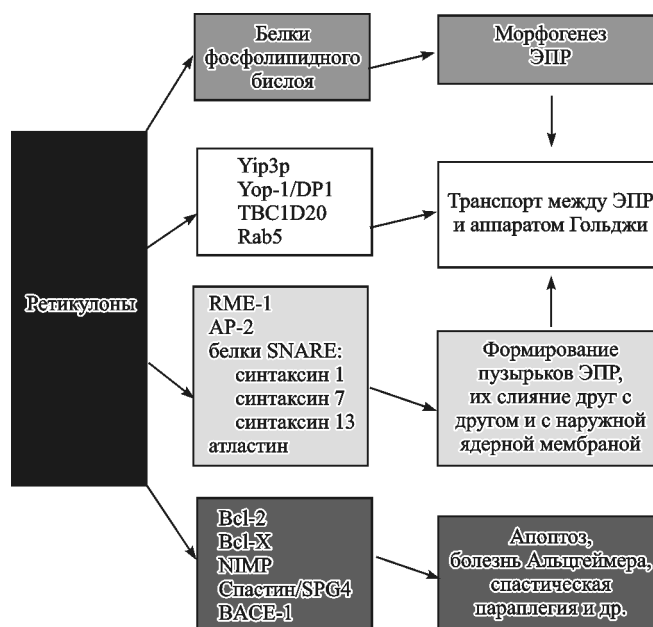 Белки
фосфолипидного
бислоя
Морфогенез
ЭПР
Yip3p
Yop-1/DP1
TBC1D20
Rab5
Транспорт между ЭПР
и аппаратом Гольджи
Ретикулоны
RME-1
AP-2
белки SNARE:
синтаксин 1
синтаксин 7
синтаксин 13
атластин
Формирование
пузырьков ЭПР,
их слияние друг с
другом и с наружной
ядерной мембраной
Bcl-2
Bcl-X
NIMP
Спастин/SPG4
BACE-1
Апоптоз,
болезнь Альцгеймера,
спастическая
параплегия и др.